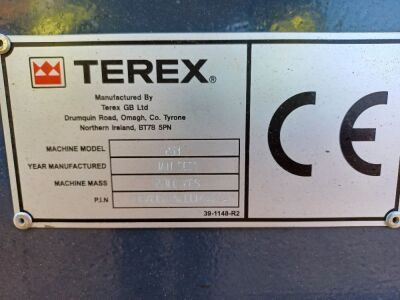 TEREX®
Manufactured By
Terex GB Ltd
Drumquin Road, Omagh, Co. Tyrone
Northern Ireland, BT78 5PN
MACHINE MODEL
YEAR MANUFACTURED
MACHINE MASS
P.I.N
39-1148-R2
CE